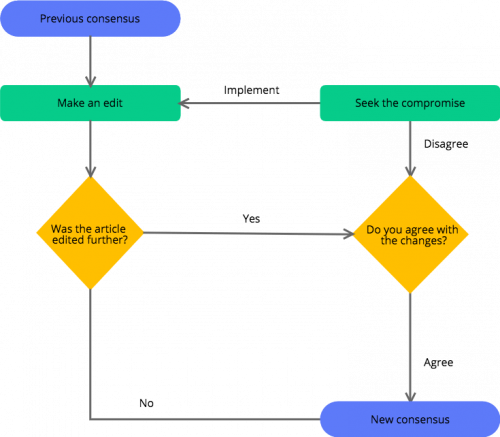 Previous consensus
Make an edit
Implement
Seek the compromise
Disagree
Was the article
edited further?
Yes
Do you agree with
the changes?
Agree
No
New consensus